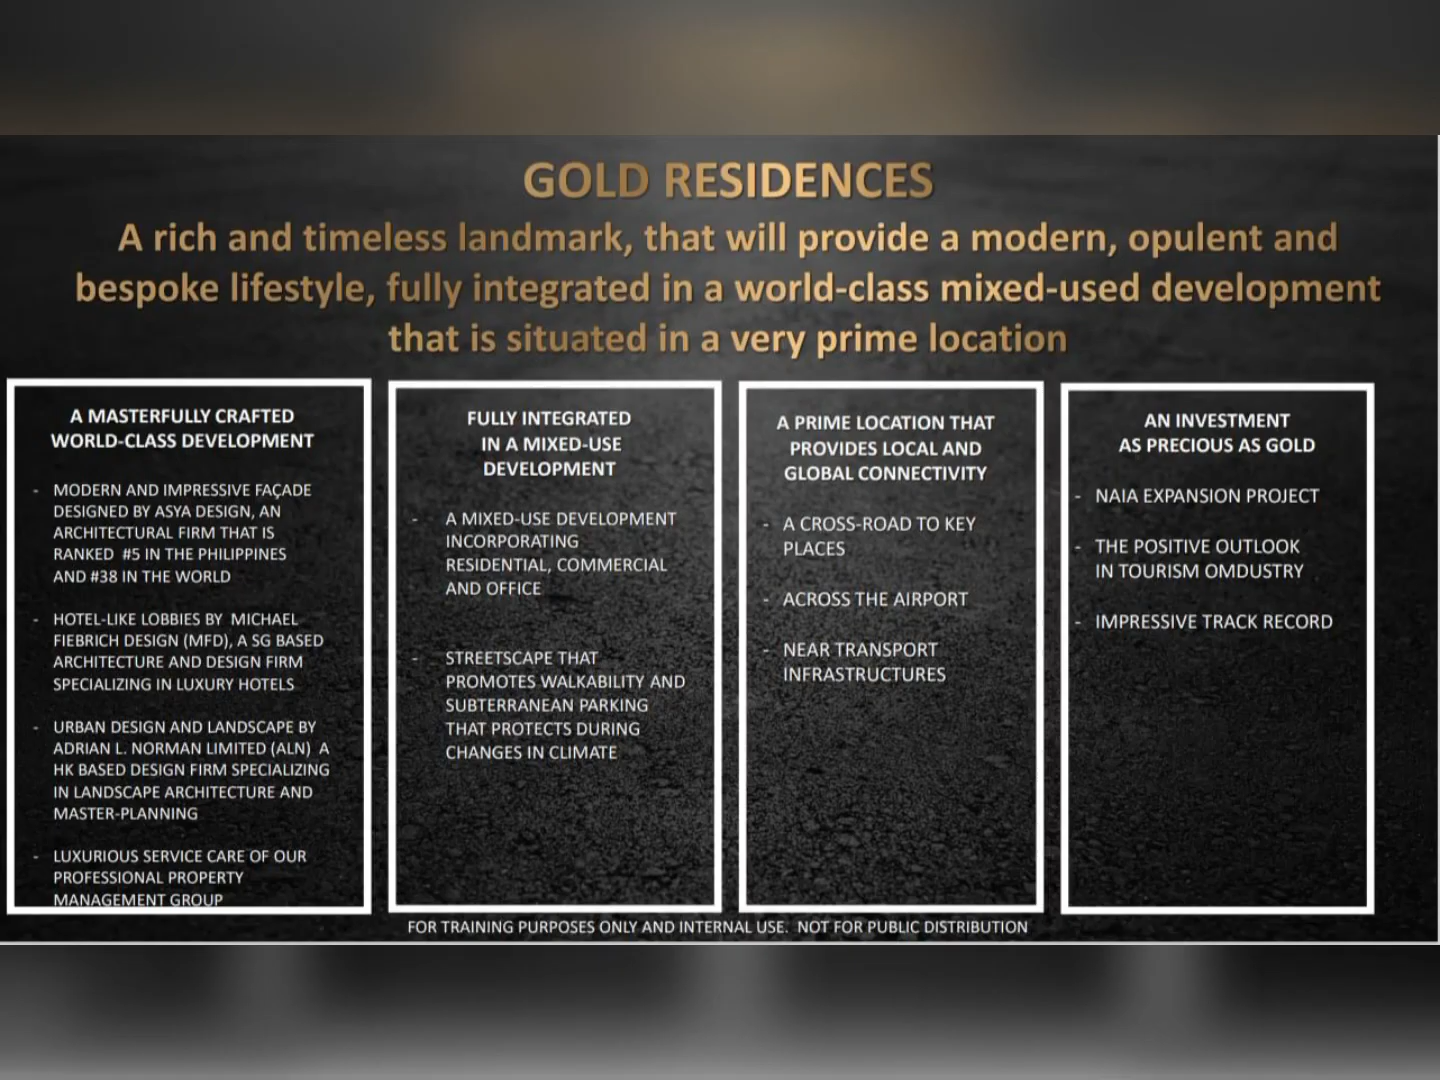 GOLD RESIDENCES
A rich and timeless landmark, that will provide a modern, opulent and
bespoke lifestyle, fully integrated in a world-class mixed-used development
that is situated in a very prime location
A MASTERFULLY CRAFTED
WORLD-CLASS DEVELOPMENT
- MODERN AND IMPRESSIVE FAÇADE
DESIGNED BY ASYA DESIGN, AN
ARCHITECTURAL FIRM THAT IS
RANKED #5 IN THE PHILIPPINES
AND #38 IN THE WORLD
- HOTEL-LIKE LOBBIES BY MICHAEL
FIEBRICH DESIGN (MFD), A SG BASED
ARCHITECTURE AND DESIGN FIRM
SPECIALIZING IN LUXURY HOTELS
- URBAN DESIGN AND LANDSCAPE BY
ADRIAN L. NORMAN LIMITED (ALN) A
HK BASED DESIGN FIRM SPECIALIZING
IN LANDSCAPE ARCHITECTURE AND
MASTER-PLANNING
- LUXURIOUS SERVICE CARE OF OUR
PROFESSIONAL PROPERTY
MANAGEMENT GROUP
FULLY INTEGRATED
IN A MIXED-USE
DEVELOPMENT
- A MIXED-USE DEVELOPMENT
INCORPORATING
RESIDENTIAL, COMMERCIAL
AND OFFICE
- STREETSCAPE THAT
PROMOTES WALKABILITY AND
SUBTERRANEAN PARKING
THAT PROTECTS DURING
CHANGES IN CLIMATE
A PRIME LOCATION THAT
PROVIDES LOCAL AND
GLOBAL CONNECTIVITY
- A CROSS-ROAD TO KEY
PLACES
- ACROSS THE AIRPORT
- NEAR TRANSPORT
INFRASTRUCTURES
AN INVESTMENT
AS PRECIOUS AS GOLD
- NAIA EXPANSION PROJECT
- THE POSITIVE OUTLOOK
IN TOURISM OMDUSTRY
- IMPRESSIVE TRACK RECORD
FOR TRAINING PURPOSES ONLY AND INTERNAL USE. NOT FOR PUBLIC DISTRIBUTION